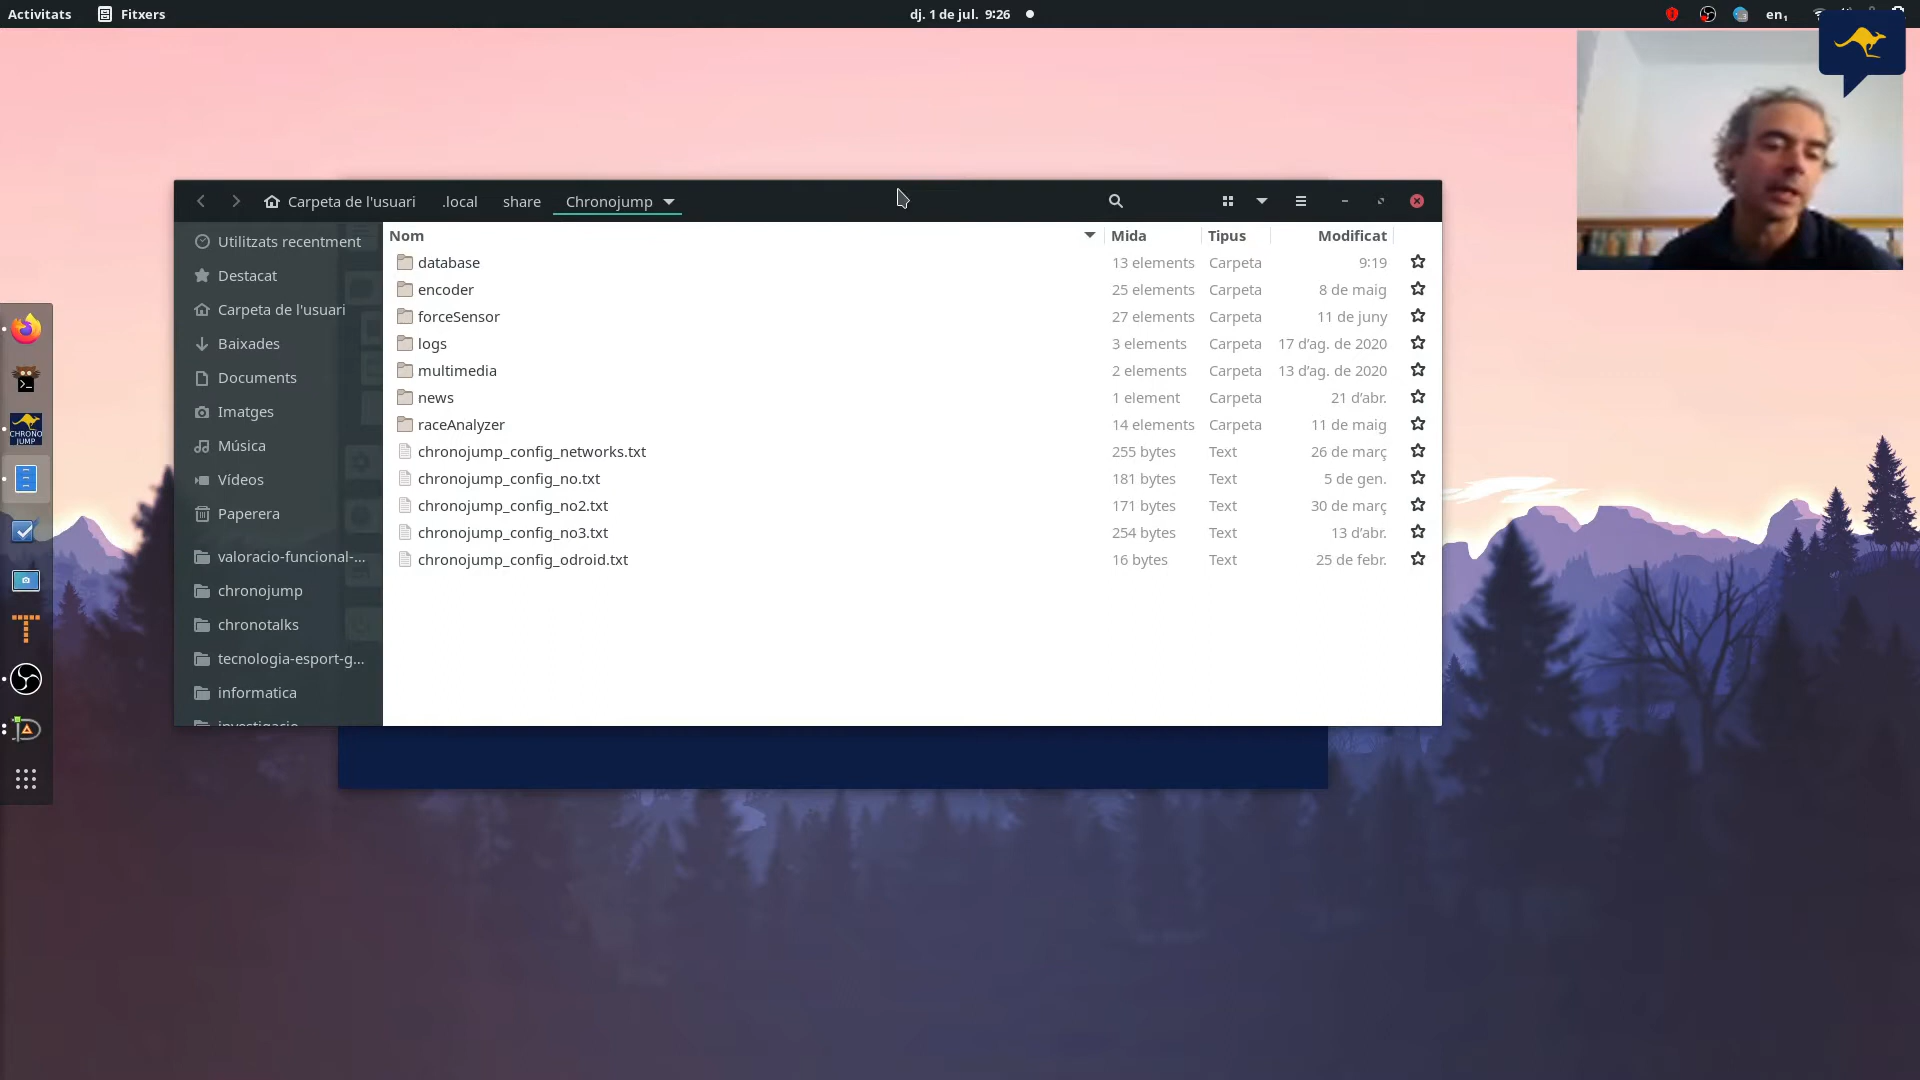 Activitats Fitxers dj. 1 de jul. 9:26 en₁
Carpeta de l'usuari .local share Chronojump
Nom Mida Tipus Modificat
Utilitzats recentment
Destacat
Carpeta de l'usuari
Baixades
Documents
Imatges
Música
Vídeos
Paperera
valoracio-funcional-...
chronojump
chronotalks
tecnologia-esport-g...
informatica
investigacio
database 13 elements Carpeta 9:19
encoder 25 elements Carpeta 8 de maig
forceSensor 27 elements Carpeta 11 de juny
logs 3 elements Carpeta 17 d’ag. de 2020
multimedia 2 elements Carpeta 13 d’ag. de 2020
news 1 element Carpeta 21 d’abr.
raceAnalyzer 14 elements Carpeta 11 de maig
chronojump_config_networks.txt 255 bytes Text 26 de març
chronojump_config_no.txt 181 bytes Text 5 de gen.
chronojump_config_no2.txt 171 bytes Text 30 de març
chronojump_config_no3.txt 254 bytes Text 13 d’abr.
chronojump_config_odroid.txt 16 bytes Text 25 de febr.
CHRONO
JUMP